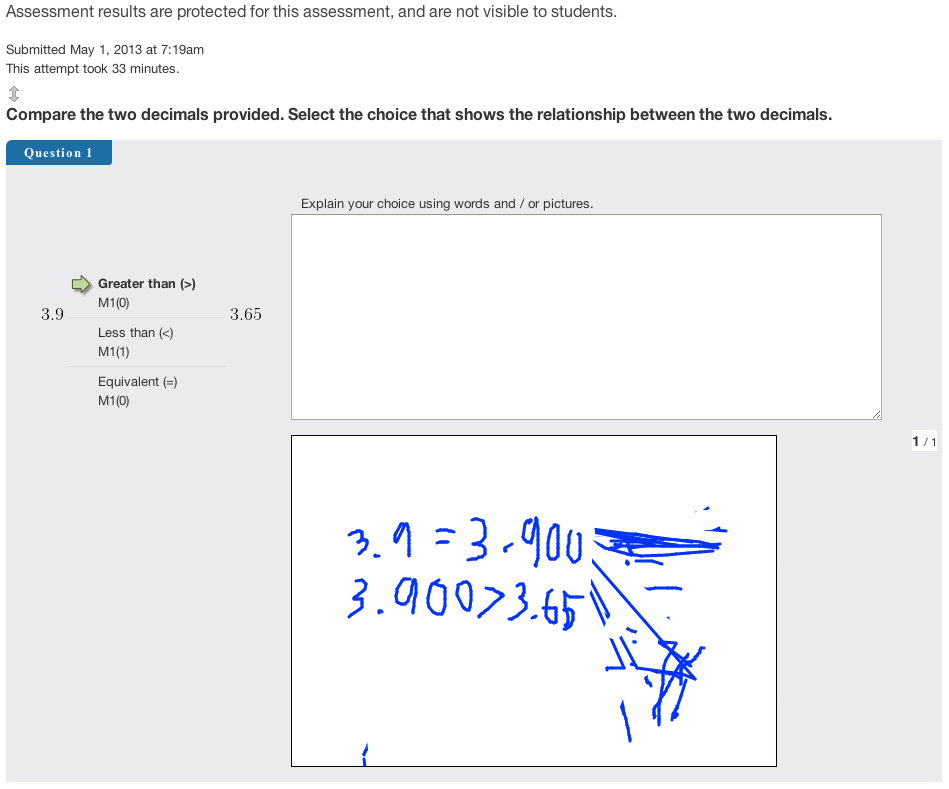 Assessment results are protected for this assessment, and are not visible to students.
Submitted May 1, 2013 at 7:19am
This attempt took 33 minutes.
Compare the two decimals provided. Select the choice that shows the relationship between the two decimals.
Question 1
Explain your choice using words and / or pictures.
Greater than (>)
M1(0)
3.9
3.65
Less than (<)
M1(1)
Equivalent (=)
M1(0)
1 / 1
3.9 = 3.900
3.900 > 3.65